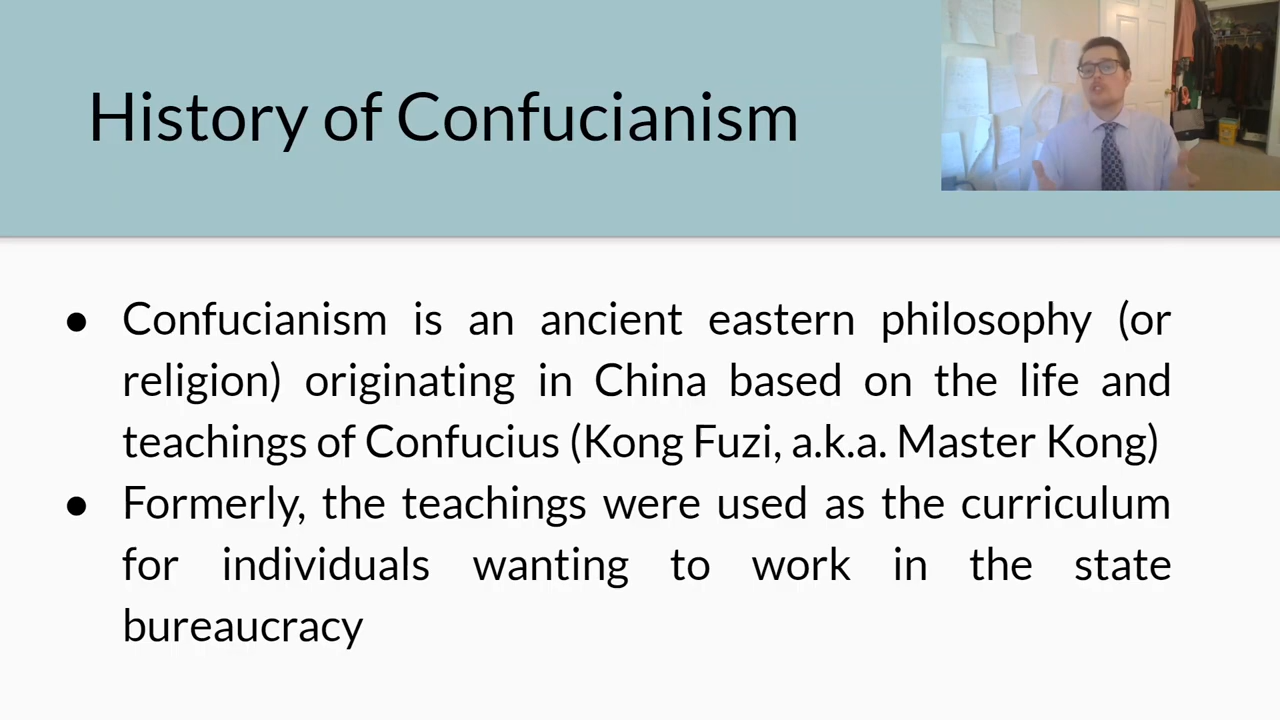 History of Confucianism
● Confucianism is an ancient eastern philosophy (or
religion) originating in China based on the life and
teachings of Confucius (Kong Fuzi, a.k.a. Master Kong)
● Formerly, the teachings were used as the curriculum
for individuals wanting to work in the state
bureaucracy